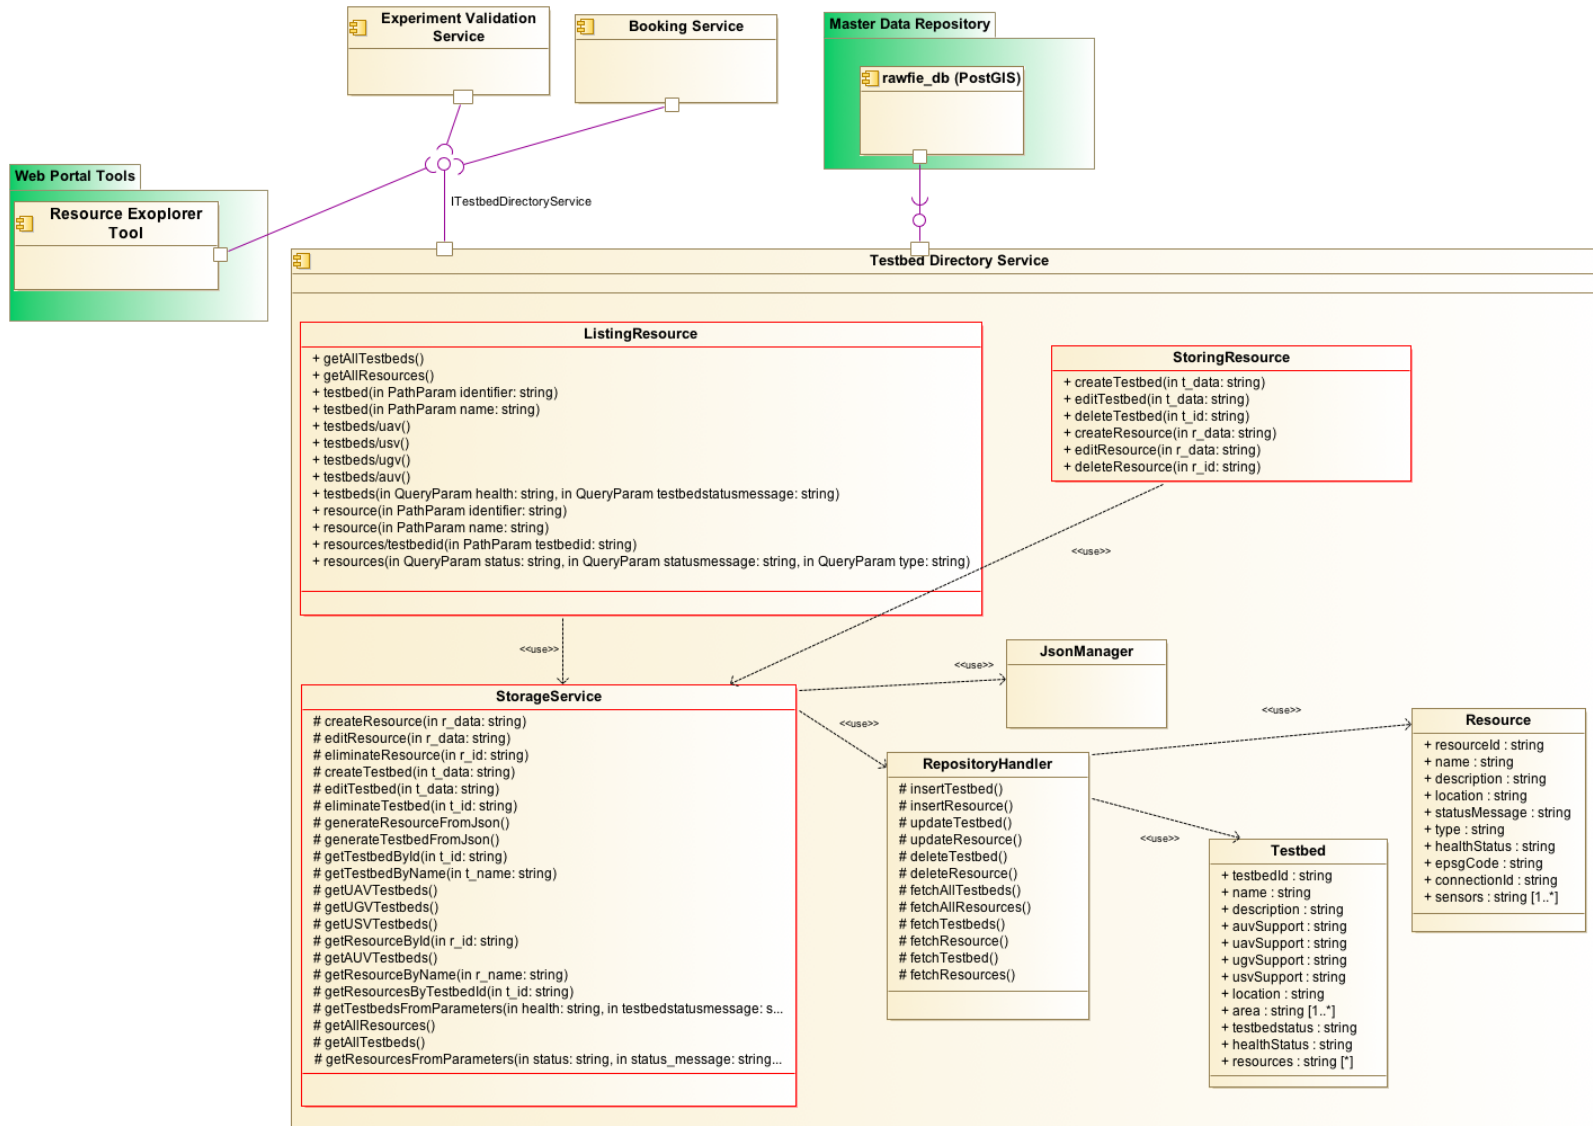 Experiment Validation
Service
Booking Service
Master Data Repository
rawfie_db (PostGIS)
Web Portal Tools
Resource Exoplorer
Tool
ITestbedDirectoryService
Testbed Directory Service
ListingResource
+ getAllTestbeds()
+ getAllResources()
+ testbed(in PathParam identifier: string)
+ testbed(in PathParam name: string)
+ testbeds/uav()
+ testbeds/usv()
+ testbeds/ugv()
+ testbeds/auv()
+ testbeds(in QueryParam health: string, in QueryParam testbedstatusmessage: string)
+ resource(in PathParam identifier: string)
+ resource(in PathParam name: string)
+ resources/testbedid(in PathParam testbedid: string)
+ resources(in QueryParam status: string, in QueryParam statusmessage: string, in QueryParam type: string)
StoringResource
+ createTestbed(in t_data: string)
+ editTestbed(in t_data: string)
+ deleteTestbed(in t_id: string)
+ createResource(in r_data: string)
+ editResource(in r_data: string)
+ deleteResource(in r_id: string)
<<use>>
<<use>>
StorageService
# createResource(in r_data: string)
# editResource(in r_data: string)
# eliminateResource(in r_id: string)
# createTestbed(in t_data: string)
# editTestbed(in t_data: string)
# eliminateTestbed(in t_id: string)
# generateResourceFromJson()
# generateTestbedFromJson()
# getTestbedById(in t_id: string)
# getTestbedByName(in t_name: string)
# getUAVTestbeds()
# getUGVTestbeds()
# getUSVTestbeds()
# getResourceById(in r_id: string)
# getAUVTestbeds()
# getResourceByName(in r_name: string)
# getResourcesByTestbedId(in t_id: string)
# getTestbedsFromParameters(in health: string, in testbedstatusmessage: s...
# getAllResources()
# getAllTestbeds()
# getResourcesFromParameters(in status: string, in status_message: string...
<<use>>
JsonManager
<<use>>
RepositoryHandler
# insertTestbed()
# insertResource()
# updateTestbed()
# updateResource()
# deleteTestbed()
# deleteResource()
# fetchAllTestbeds()
# fetchAllResources()
# fetchTestbeds()
# fetchResource()
# fetchTestbed()
# fetchResources()
<<use>>
<<use>>
Resource
+ resourceId : string
+ name : string
+ description : string
+ location : string
+ statusMessage : string
+ type : string
+ healthStatus : string
+ epsgCode : string
+ connectionId : string
+ sensors : string [1..*]
Testbed
+ testbedId : string
+ name : string
+ description : string
+ auvSupport : string
+ uavSupport : string
+ ugvSupport : string
+ usvSupport : string
+ location : string
+ area : string [1..*]
+ testbedstatus : string
+ healthStatus : string
+ resources : string [*]